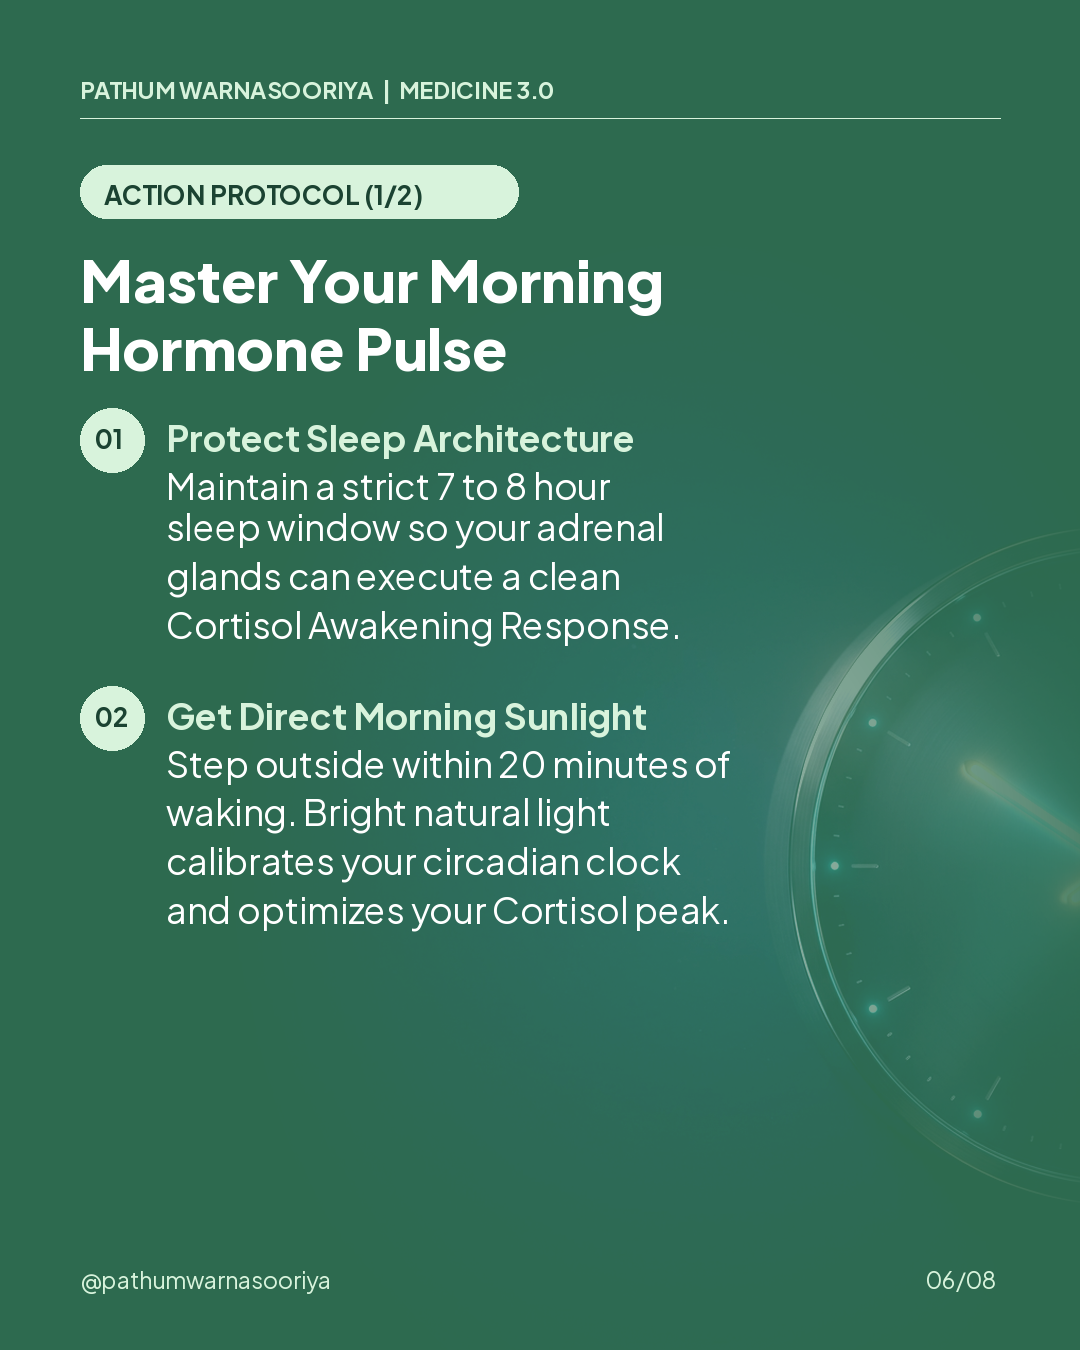 PATHUM WARNASOORIYA | MEDICINE 3.0
ACTION PROTOCOL (1/2)
Master Your Morning
Hormone Pulse
01
Protect Sleep Architecture
Maintain a strict 7 to 8 hour
sleep window so your adrenal
glands can execute a clean
Cortisol Awakening Response.
02
Get Direct Morning Sunlight
Step outside within 20 minutes of
waking. Bright natural light
calibrates your circadian clock
and optimizes your Cortisol peak.
@pathumwarnasooriya
06/08